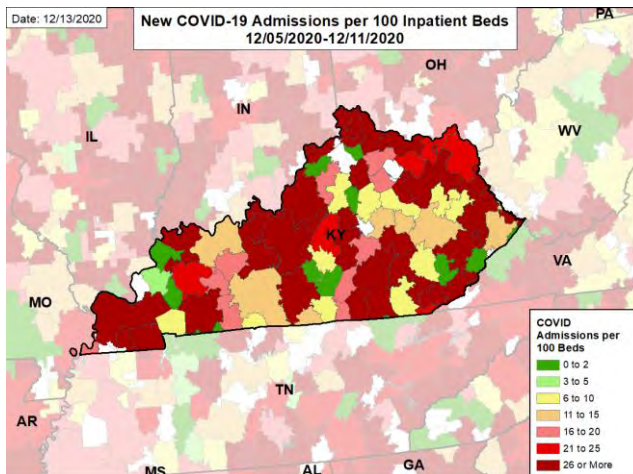 Date: 12/13/2020
New COVID-19 Admissions per 100 Inpatient Beds
12/05/2020-12/11/2020
PA
OH
IN
IL
WV
KY
VA
MO
TN
AR
MS
AL
GA
COVID
Admissions per
100 Beds
0 to 2
3 to 5
6 to 10
11 to 15
16 to 20
21 to 25
26 or More